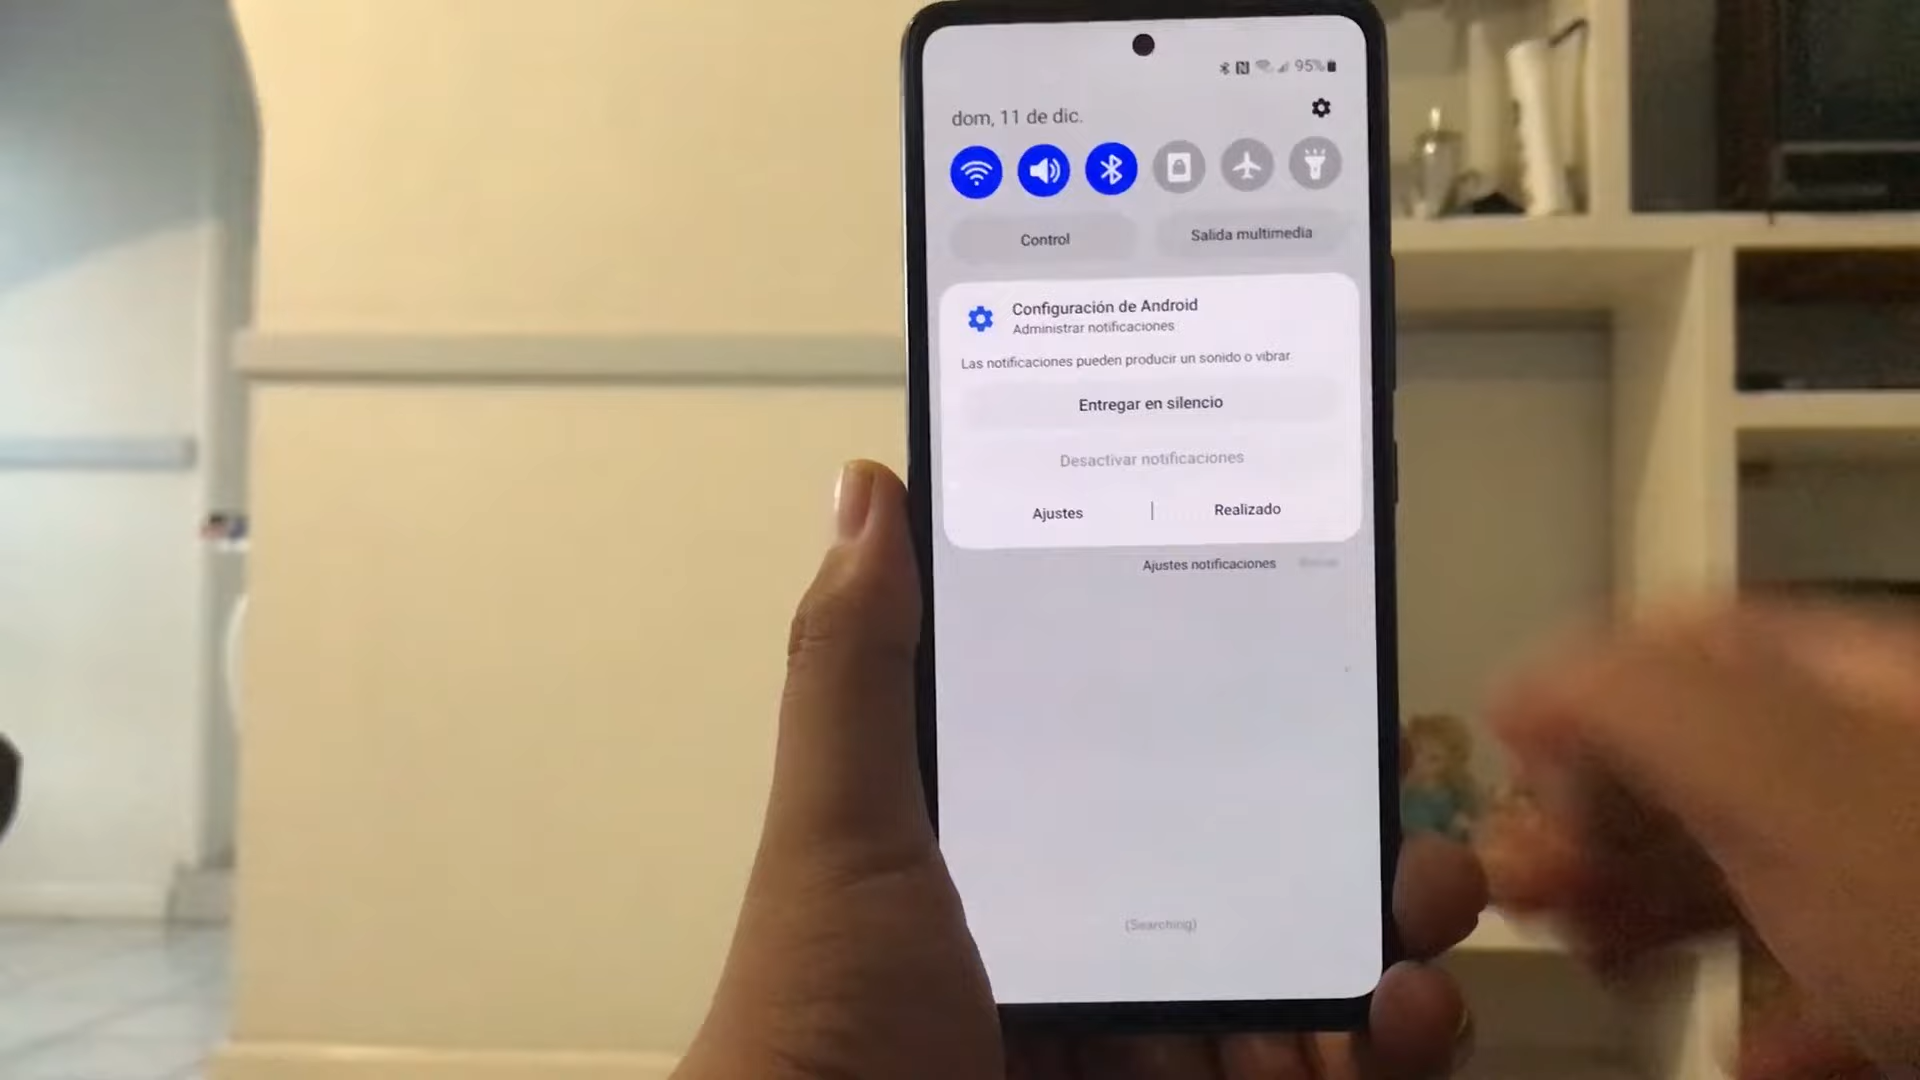 95%
dom, 11 de dic.
Control
Salida multimedia
Configuración de Android
Administrar notificaciones
Las notificaciones pueden producir un sonido o vibrar
Entregar en silencio
Desactivar notificaciones
Ajustes | Realizado
Ajustes notificaciones
(Searching)